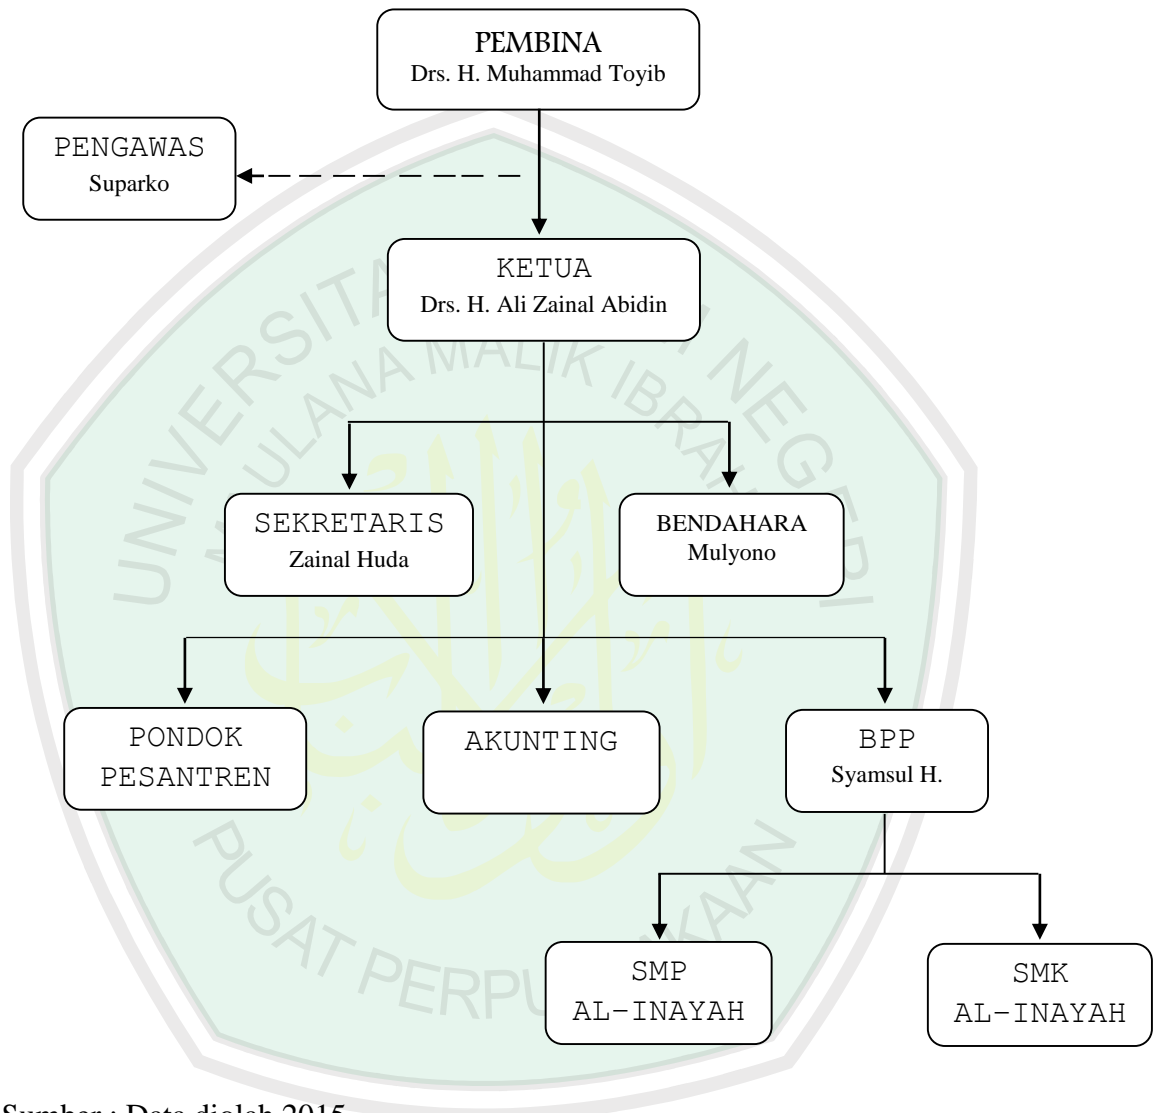 PEMBINA
Drs. H. Muhammad Toyib
PENGAWAS
Suparko
KETUA
Drs. H. Ali Zainal Abidin
SEKRETARIS
Zainal Huda
BENDAHARA
Mulyono
PONDOK
PESANTREN
AKUNTING
BPP
Syamsul H.
SMP
AL-INAYAH
SMK
AL-INAYAH
Sumber : Data diolah 2015